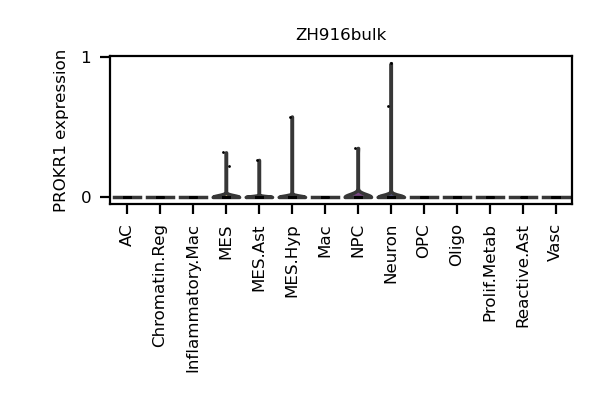 ZH916bulk
PROKR1 expression
1
0
AC
Chromatin.Reg
Inflammatory.Mac
MES
MES.Ast
MES.Hyp
Mac
NPC
Neuron
OPC
Oligo
Prolif.Metab
Reactive.Ast
Vasc